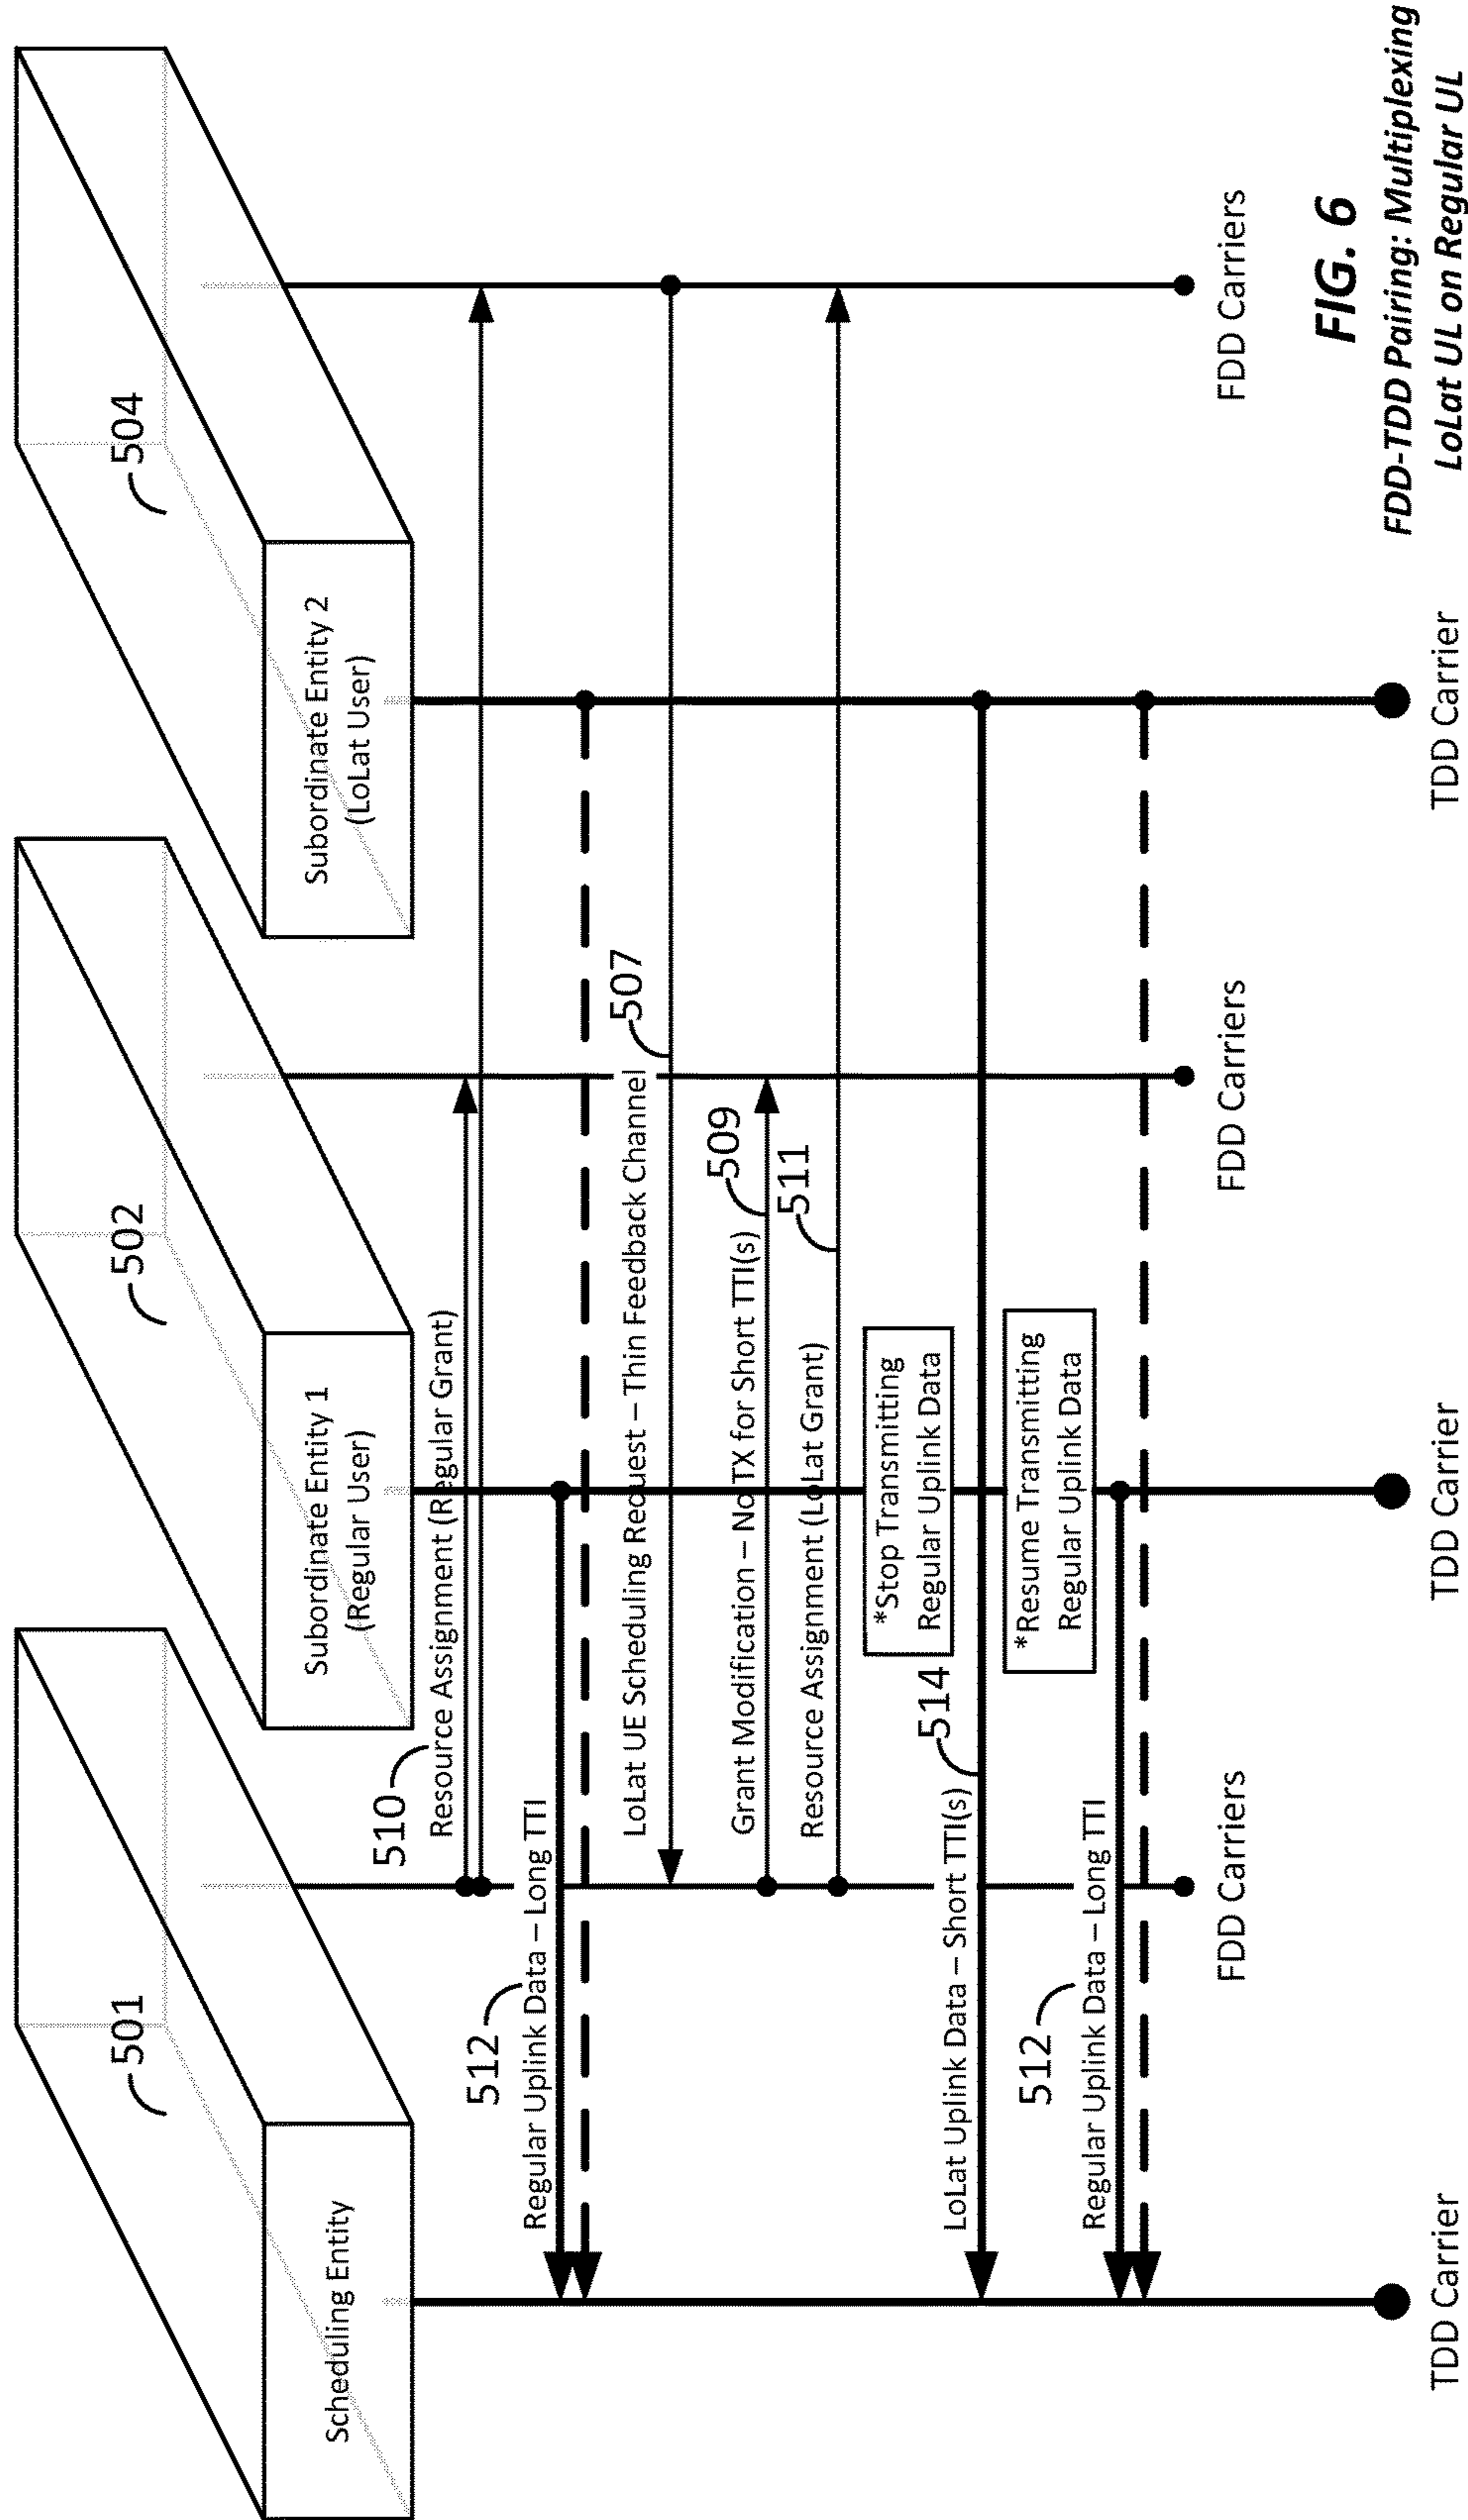 501
502
504
Scheduling Entity
Subordinate Entity 1
(Regular User)
Subordinate Entity 2
(LoLat User)
510
Resource Assignment (Regular Grant)
512
Regular Uplink Data – Long TTI
507
LoLat UE Scheduling Request – Thin Feedback Channel
509
Grant Modification – No TX for Short TTI(s)
511
Resource Assignment (LoLat Grant)
*Stop Transmitting
Regular Uplink Data
514
LoLat Uplink Data – Short TTI(s)
*Resume Transmitting
Regular Uplink Data
512
Regular Uplink Data – Long TTI
FDD Carriers
FDD Carriers
FDD Carriers
TDD Carrier
TDD Carrier
TDD Carrier
FIG. 6
FDD-TDD Pairing: Multiplexing
LoLat UL on Regular UL